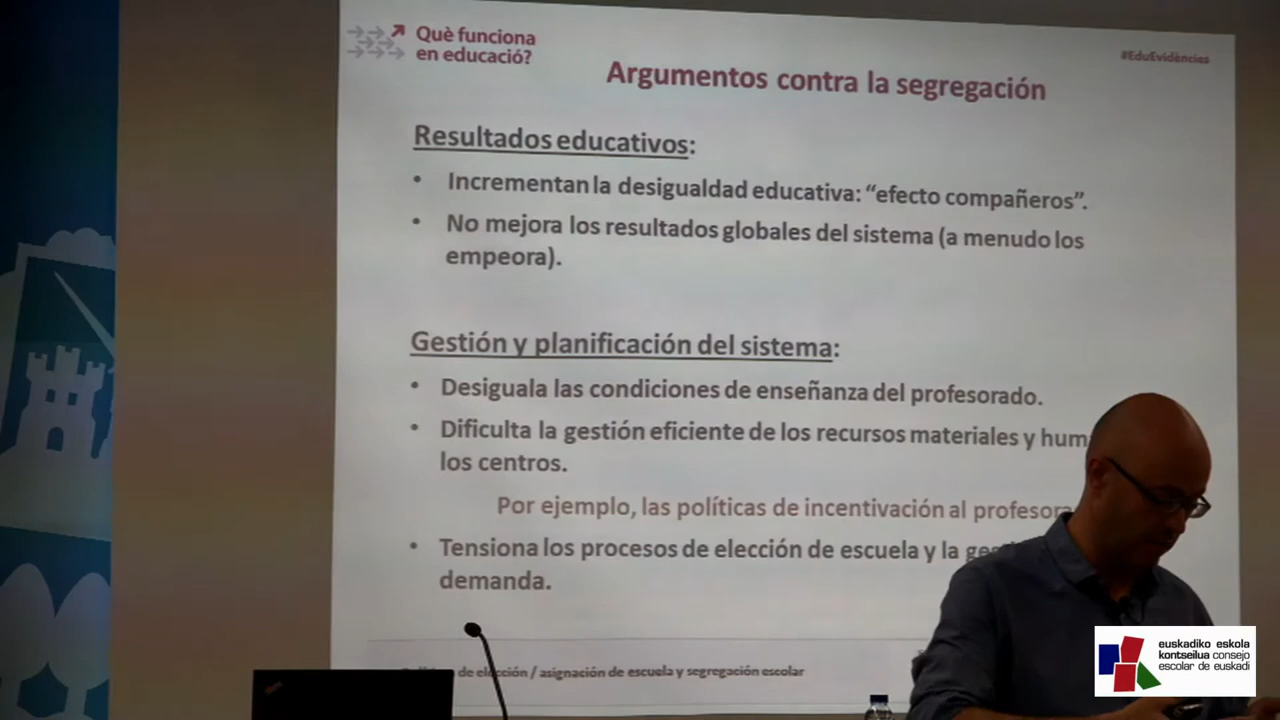 Què funciona
en educació?
#EduEvidències
Argumentos contra la segregación
Resultados educativos:
• Incrementan la desigualdad educativa: “efecto compañeros”.
• No mejora los resultados globales del sistema (a menudo los
empeora).
Gestión y planificación del sistema:
• Desiguala las condiciones de enseñanza del profesorado.
• Dificulta la gestión eficiente de los recursos materiales y hum
los centros.
Por ejemplo, las políticas de incentivación al profesor
• Tensiona los procesos de elección de escuela y la
demanda.
de elección / asignación de escuela y segregación escolar
euskadiko eskola
kontseilua consejo
escolar de euskadi